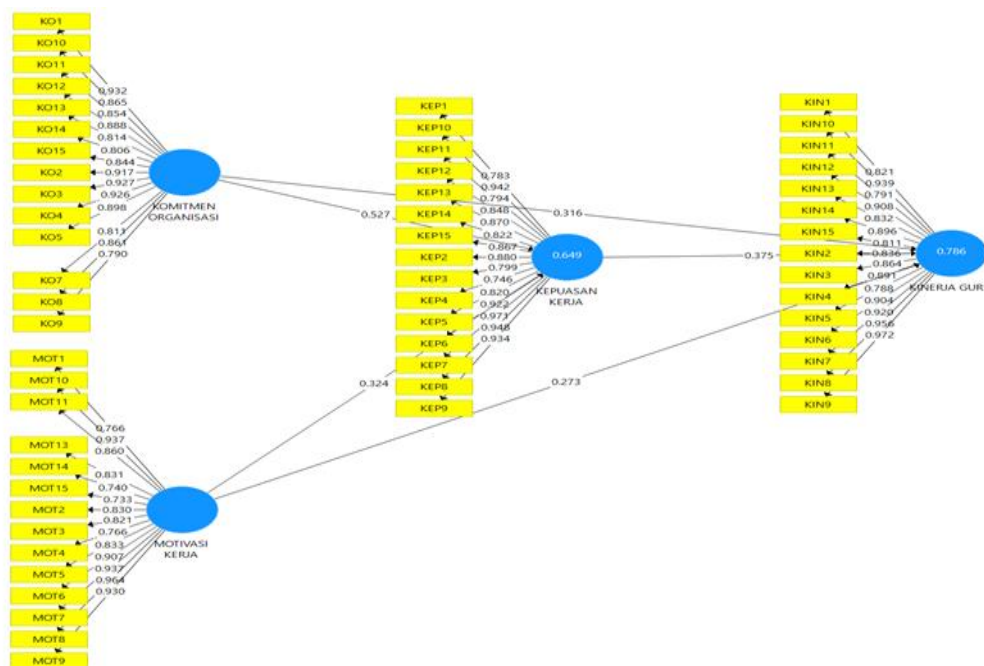 KO1
KO10
KO11
KO12
KO13
KO14
KO15
KO2
KO3
KO4
KO5
KO7
KO8
KO9
0.932
0.865
0.854
0.888
0.814
0.806
0.844
0.917
0.927
0.926
0.898
0.811
0.861
0.790
KOMITMEN
ORGANISASI
MOT1
MOT10
MOT11
MOT13
MOT14
MOT15
MOT2
MOT3
MOT4
MOT5
MOT6
MOT7
MOT8
MOT9
0.766
0.937
0.860
0.831
0.740
0.733
0.830
0.821
0.766
0.833
0.907
0.937
0.964
0.930
MOTIVASI
KERJA
0.527
0.316
0.324
0.273
KEP1
KEP10
KEP11
KEP12
KEP13
KEP14
KEP15
KEP2
KEP3
KEP4
KEP5
KEP6
KEP7
KEP8
KEP9
0.783
0.942
0.794
0.848
0.870
0.822
0.867
0.880
0.799
0.746
0.820
0.922
0.971
0.948
0.934
0.649
KEPUASAN
KERJA
0.375
KIN1
KIN10
KIN11
KIN12
KIN13
KIN14
KIN15
KIN2
KIN3
KIN4
KIN5
KIN6
KIN7
KIN8
KIN9
0.821
0.939
0.791
0.908
0.832
0.896
0.811
0.836
0.864
0.891
0.788
0.904
0.920
0.956
0.972
0.786
KINERJA GUR